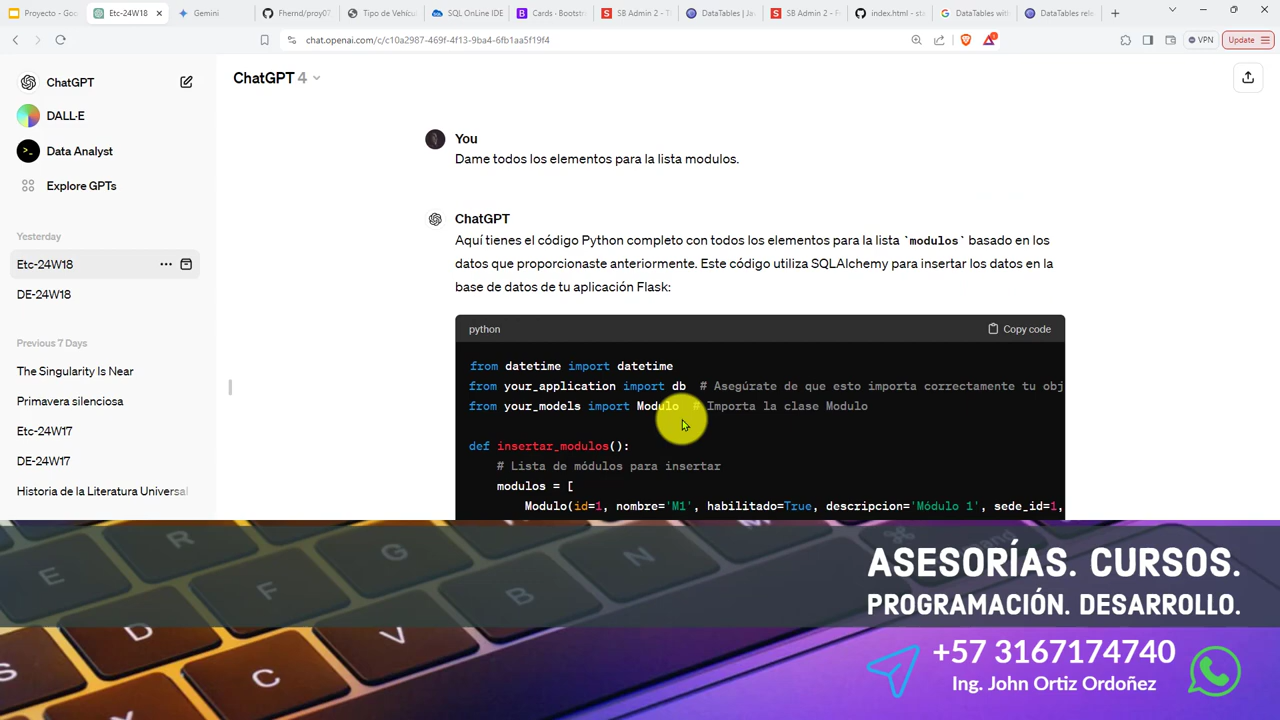 Proyecto - Goo
Etc-24W18
Gemini
Fhernd/proy07
Tipo de Vehícu
SQL OnLine IDE
Cards · Bootstr
SB Admin 2 - T
DataTables | Ja
SB Admin 2 - F
index.html - sta
DataTables with
DataTables rele
chat.openai.com/c/c10a2987-469f-4f13-9ba4-6fb1aa5f19f4
VPN
Update
ChatGPT
DALL·E
Data Analyst
Explore GPTs
Yesterday
Etc-24W18
DE-24W18
Previous 7 Days
The Singularity Is Near
Primavera silenciosa
Etc-24W17
DE-24W17
Historia de la Literatura Universal
ChatGPT 4
You
Dame todos los elementos para la lista modulos.
ChatGPT
Aquí tienes el código Python completo con todos los elementos para la lista `modulos` basado en los
datos que proporcionaste anteriormente. Este código utiliza SQLAlchemy para insertar los datos en la
base de datos de tu aplicación Flask:
python
Copy code
from datetime import datetime
from your_application import db # Asegúrate de que esto importa correctamente tu obj
from your_models import Modulo # Importa la clase Modulo
def insertar_modulos():
# Lista de módulos para insertar
modulos = [
Modulo(id=1, nombre='M1', habilitado=True, descripcion='Módulo 1', sede_id=1,
ASESORÍAS. CURSOS.
PROGRAMACIÓN. DESARROLLO.
+57 3167174740
Ing. John Ortiz Ordoñez